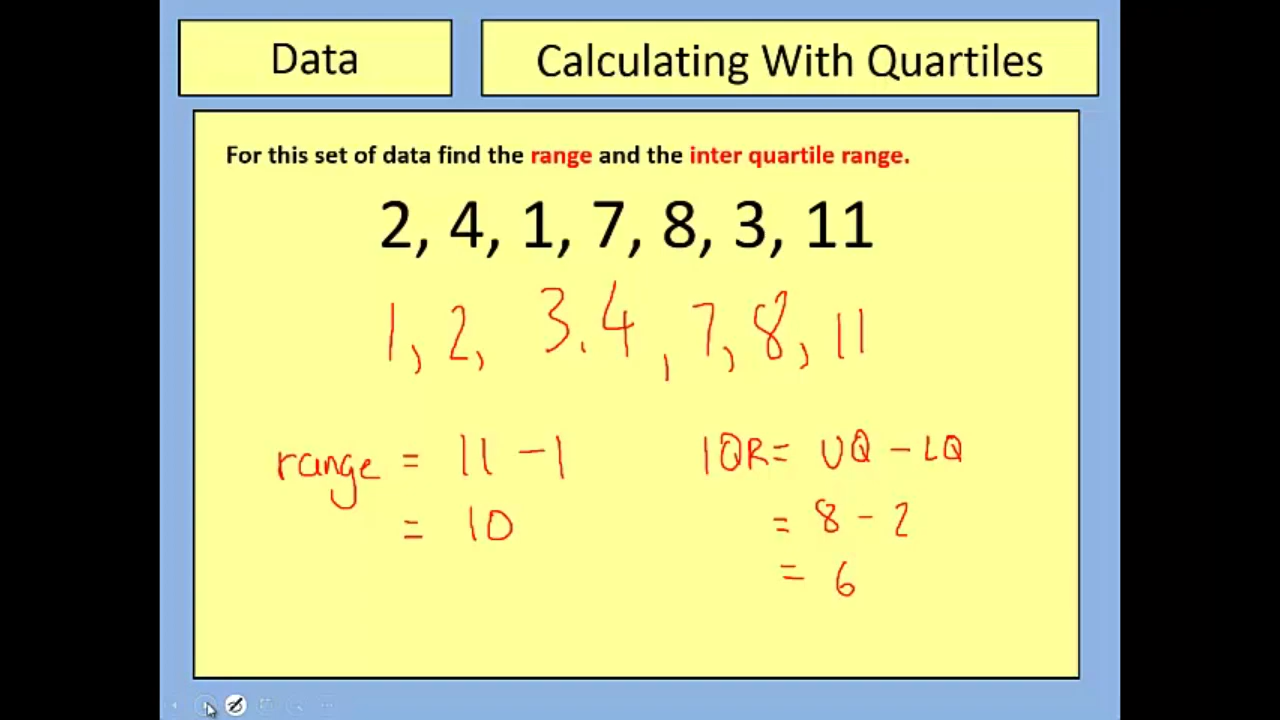 Data
Calculating With Quartiles
For this set of data find the range and the inter quartile range.
2, 4, 1, 7, 8, 3, 11
1, 2, 3. 4, 7, 8, 11
range = 11 - 1
= 10
IQR = UQ - LQ
= 8 - 2
= 6